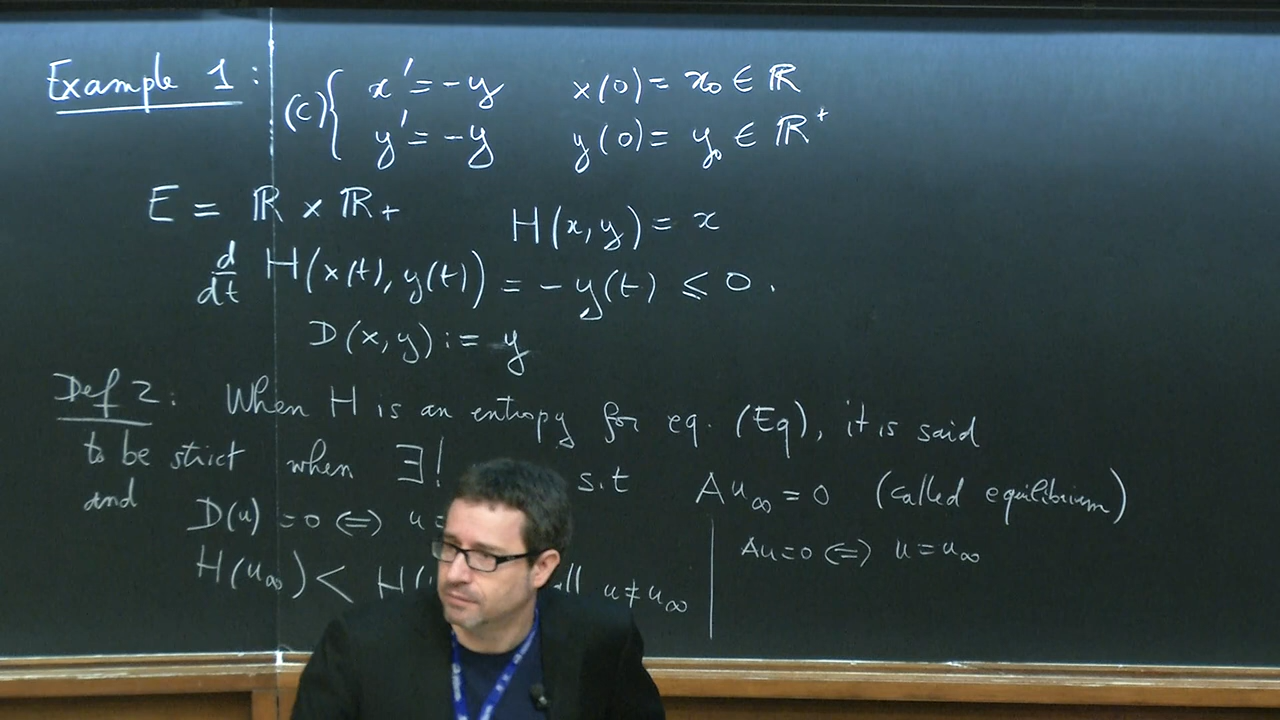 Example 1 :
(C) { x' = -y x(0) = x₀ ∈ ℝ
y' = -y y(0) = y₀ ∈ ℝ⁺
E = ℝ × ℝ₊ H(x,y) = x
d/dt H(x(t), y(t)) = -y(t) ≤ 0.
D(x,y) := y
Def 2 : When H is an entropy for eq. (Eq), it is said
to be strict when ∃! s.t Au∞ = 0 (called equilibrium)
and
D(u) = 0 ⟺ u = Au=0 ⟺ u = u∞
H(u∞) < H( u ≠ u∞